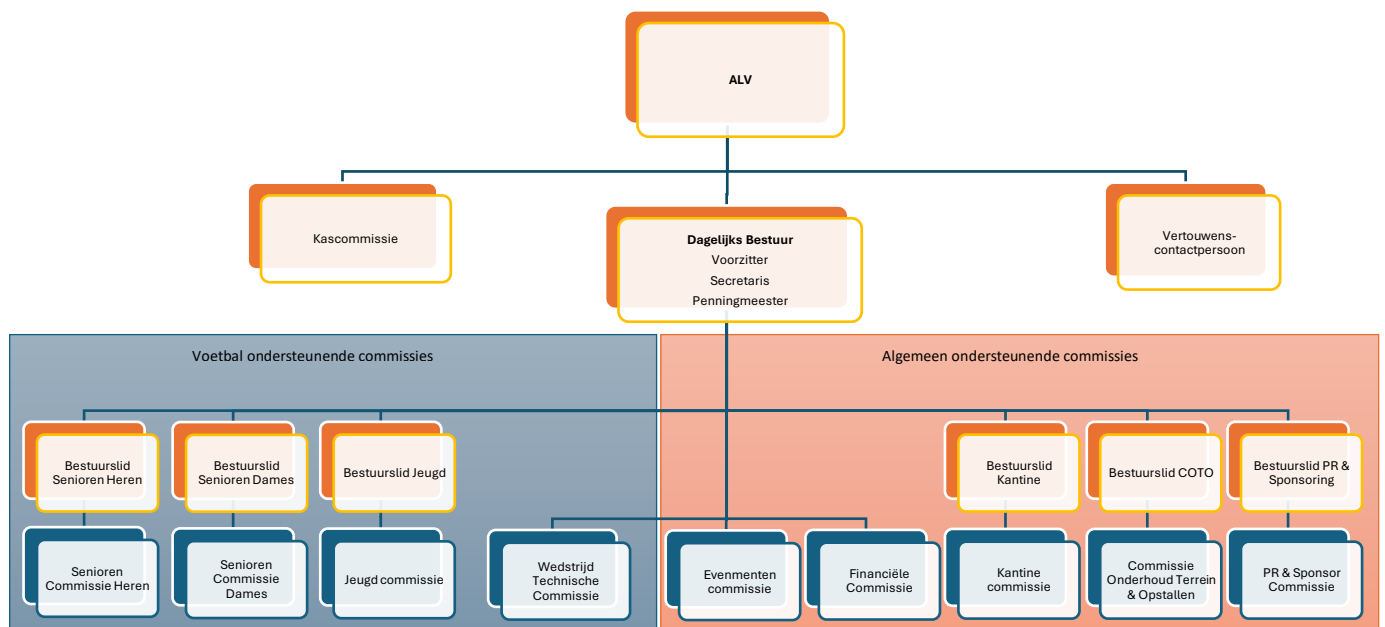 ALV
Kascommissie
Dagelijks Bestuur
Voorzitter
Secretaris
Penningmeester
Vertouwens-
contactpersoon
Voetbal ondersteunende commissies
Algemeen ondersteunende commissies
Bestuurslid
Senioren Heren
Bestuurslid
Senioren Dames
Bestuurslid Jeugd
Bestuurslid
Kantine
Bestuurslid COTO
Bestuurslid PR &
Sponsoring
Senioren
Commissie Heren
Senioren
Commissie
Dames
Jeugd commissie
Wedstrijd
Technische
Commissie
Evenmenten
commissie
Financiële
Commissie
Kantine
commissie
Commissie
Onderhoud Terrein
& Opstallen
PR & Sponsor
Commissie